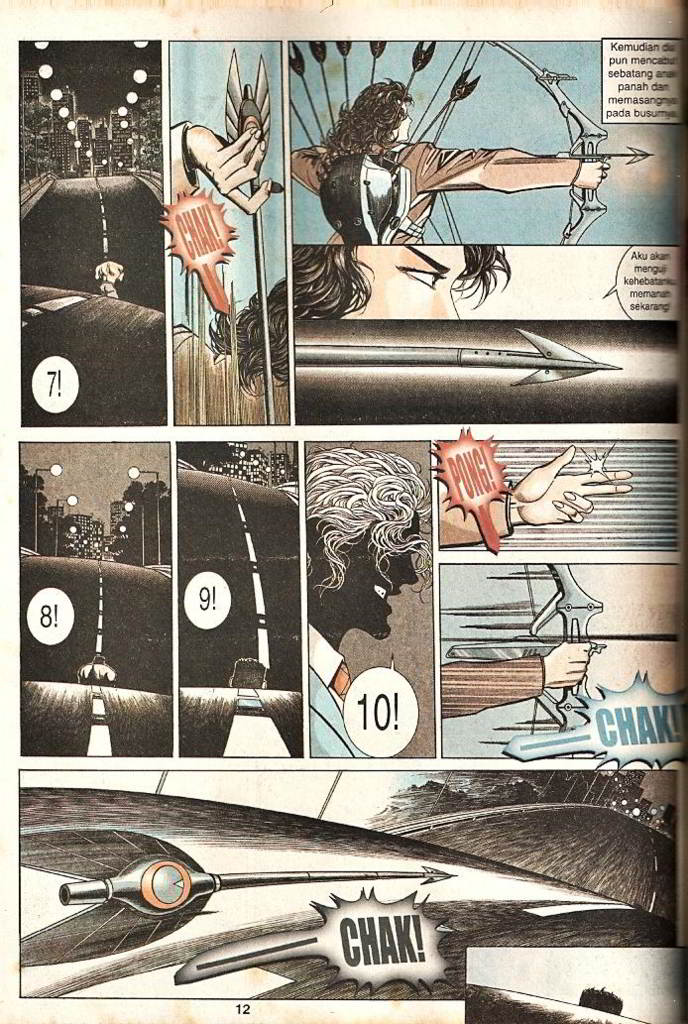 Kemudian dia
pun mencabut
sebatang anak
panah dan
memasangnya
pada busurnya.
CHAK!
Aku akan
menguji
kehebatanku
memanah
sekarang!
7!
8!
9!
10!
PONG!
CHAK!
CHAK!
12